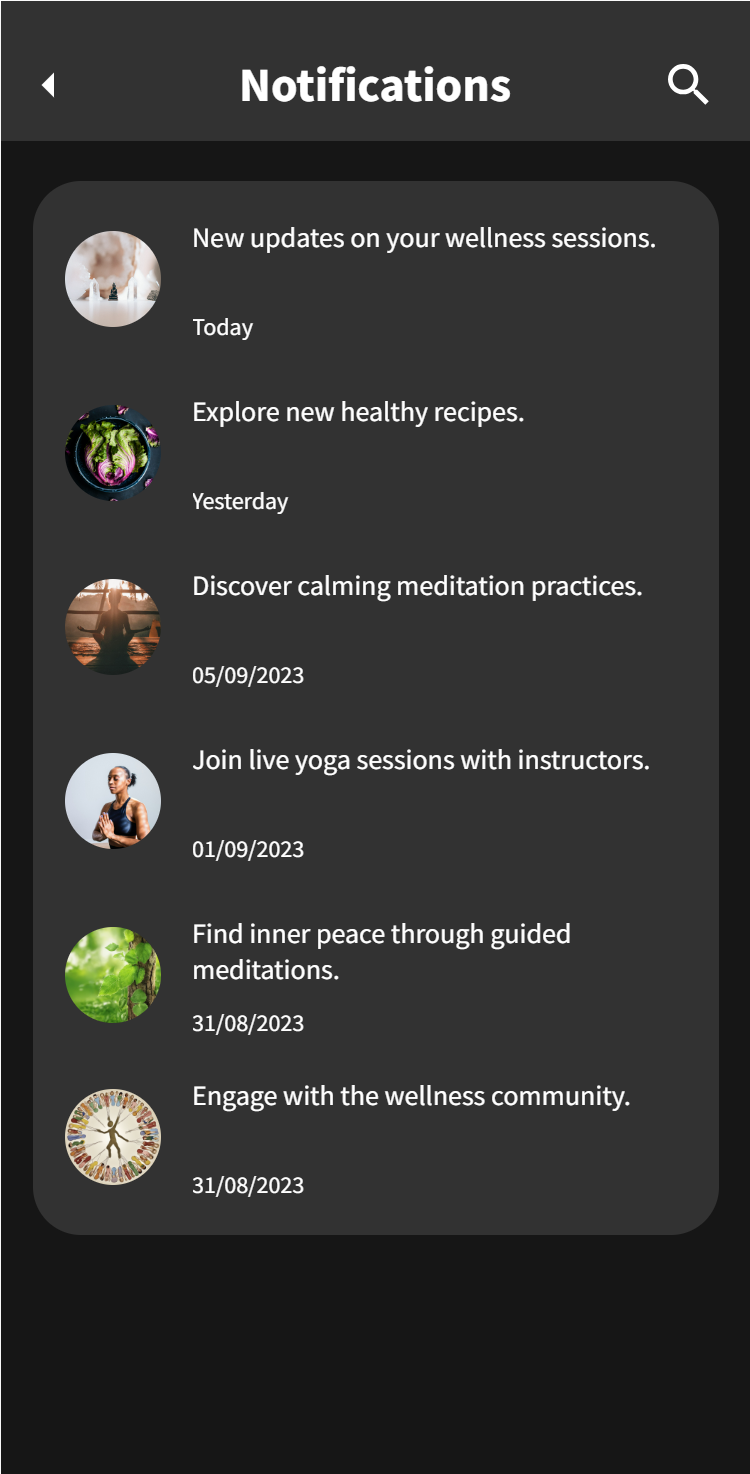 Notifications
New updates on your wellness sessions.
Today
Explore new healthy recipes.
Yesterday
Discover calming meditation practices.
05/09/2023
Join live yoga sessions with instructors.
01/09/2023
Find inner peace through guided
meditations.
31/08/2023
Engage with the wellness community.
31/08/2023